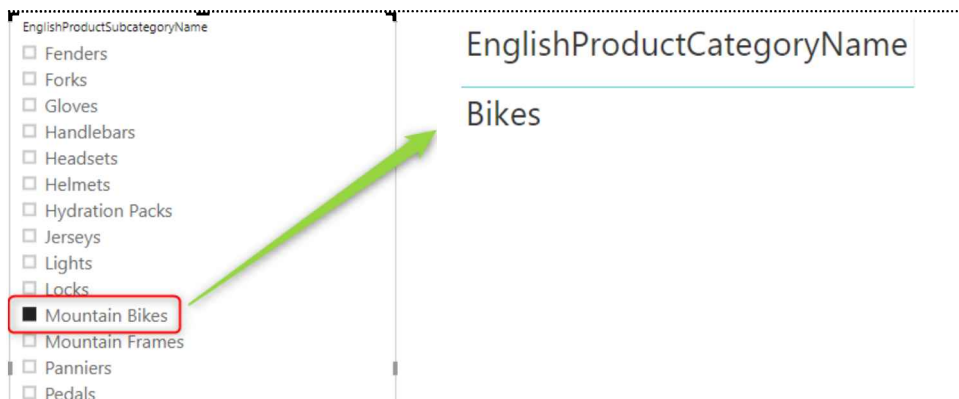 EnglishProductSubcategoryName
Fenders
Forks
Gloves
Handlebars
Headsets
Helmets
Hydration Packs
Jerseys
Lights
Locks
Mountain Bikes
Mountain Frames
Panniers
Pedals
EnglishProductCategoryName
Bikes